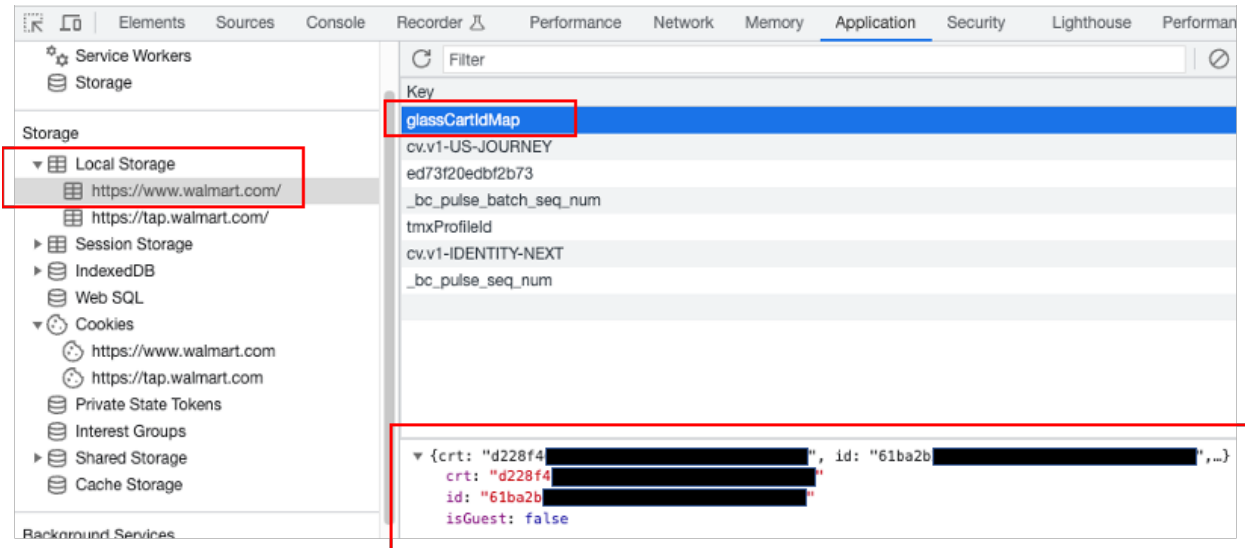 Elements Sources Console Recorder Performance Network Memory Application Security Lighthouse Performan
Service Workers
Storage
Storage
Local Storage
https://www.walmart.com/
https://tap.walmart.com/
Session Storage
IndexedDB
Web SQL
Cookies
https://www.walmart.com
https://tap.walmart.com
Private State Tokens
Interest Groups
Shared Storage
Cache Storage
Background Services
Filter
Key
glassCartIdMap
cv.v1-US-JOURNEY
ed73f20edbf2b73
_bc_pulse_batch_seq_num
tmxProfileId
cv.v1-IDENTITY-NEXT
_bc_pulse_seq_num
{crt: "d228f4 ", id: "61ba2b ",…}
crt: "d228f4 "
id: "61ba2b "
isGuest: false